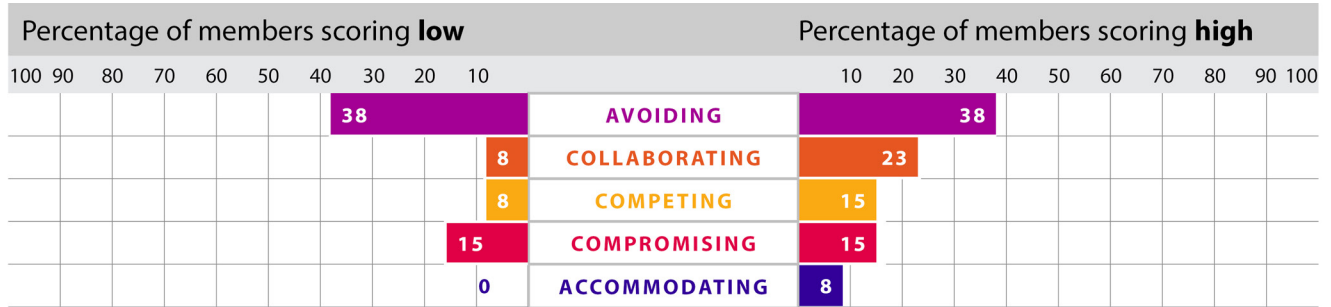 Percentage of members scoring low Percentage of members scoring high
100 90 80 70 60 50 40 30 20 10 10 20 30 40 50 60 70 80 90 100
38 AVOIDING 38
8 COLLABORATING 23
8 COMPETING 15
15 COMPROMISING 15
0 ACCOMMODATING 8